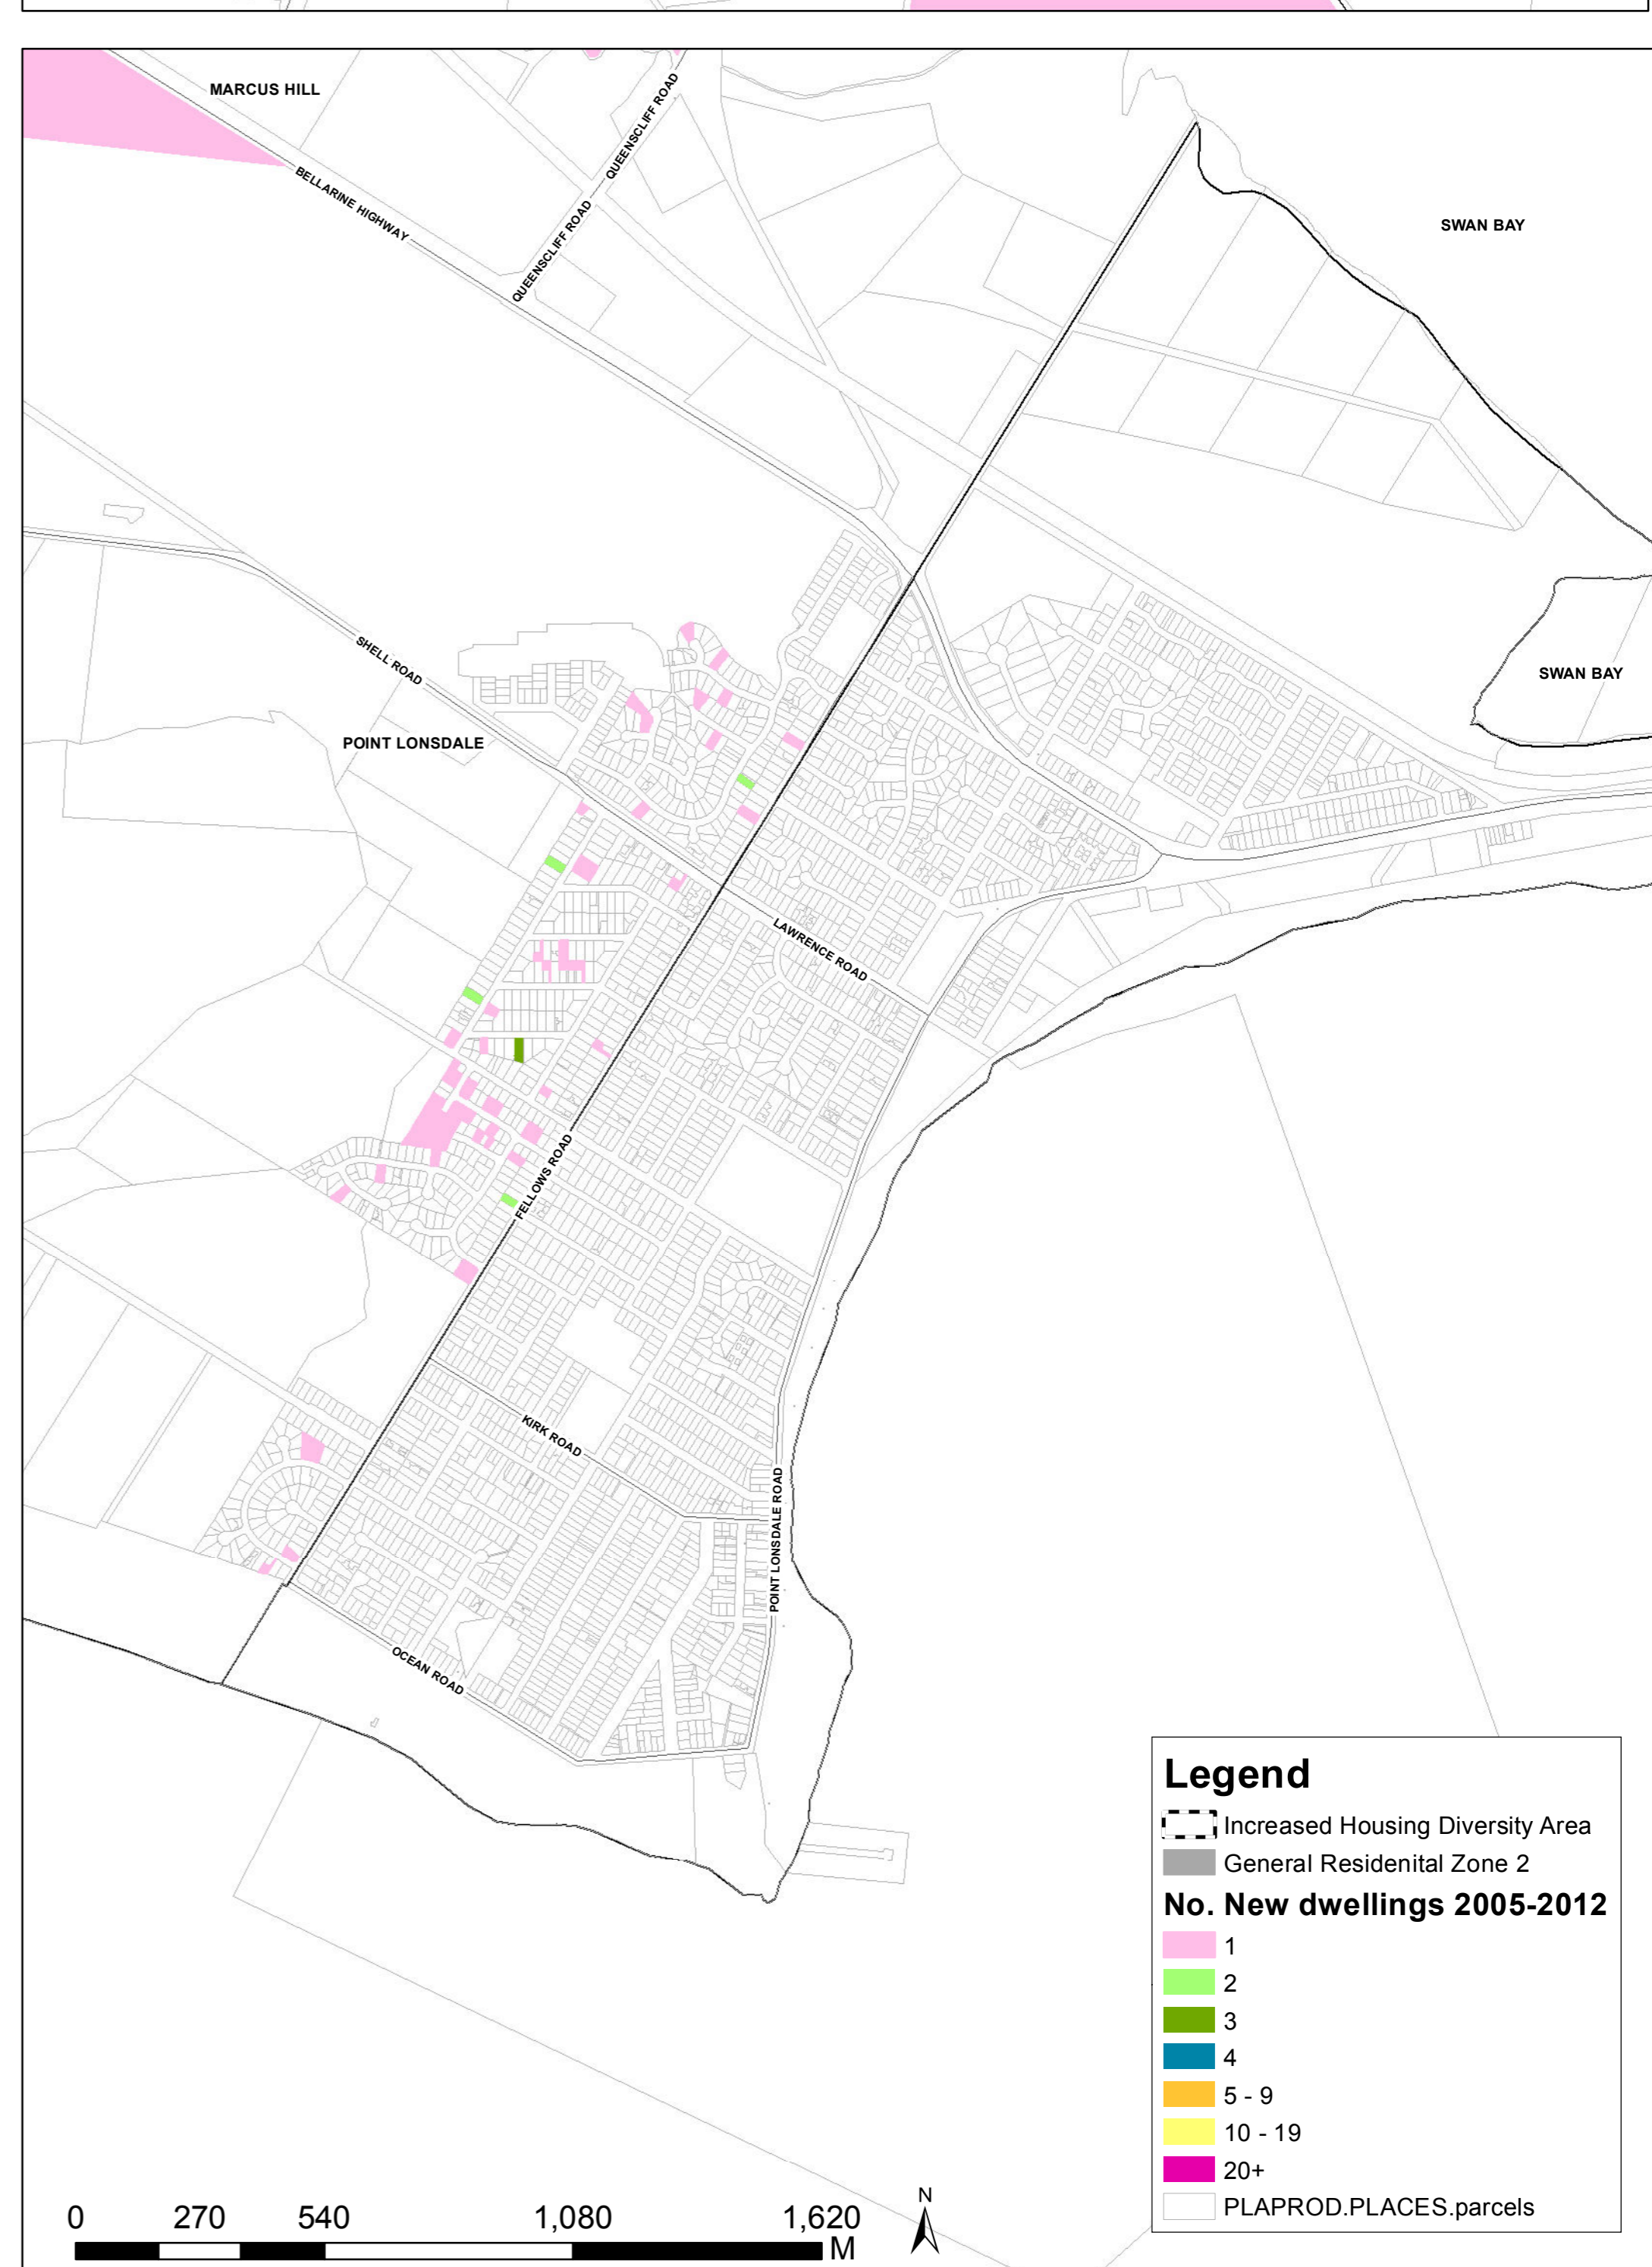 MARCUS HILL
QUEENSCLIFF ROAD
QUEENSCLIFF ROAD
BELLARINE HIGHWAY
SWAN BAY
SHELL ROAD
SWAN BAY
POINT LONSDALE
LAWRENCE ROAD
FELLOWS ROAD
KIRK ROAD
POINT LONSDALE ROAD
OCEAN ROAD
Legend
Increased Housing Diversity Area
General Residenital Zone 2
No. New dwellings 2005-2012
1
2
3
4
5 - 9
10 - 19
20+
PLAPROD.PLACES.parcels
0 270 540 1,080 1,620
M
N